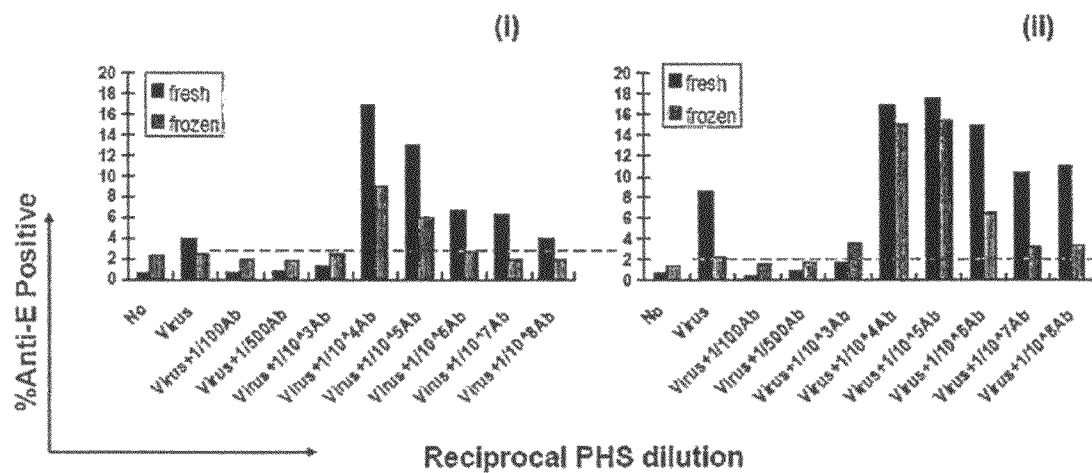 (i)
(ii)
20
18
16
14
12
10
8
6
4
2
0
fresh
frozen
No
Virus
Virus+1/100Ab
Virus+1/500Ab
Virus+1/10^3Ab
Virus+1/10^4Ab
Virus+1/10^5Ab
Virus+1/10^6Ab
Virus+1/10^7Ab
Virus+1/10^8Ab
20
18
16
14
12
10
8
6
4
2
0
fresh
frozen
No
Virus
Virus+1/100Ab
Virus+1/500Ab
Virus+1/10^3Ab
Virus+1/10^4Ab
Virus+1/10^5Ab
Virus+1/10^6Ab
Virus+1/10^7Ab
Virus+1/10^8Ab
%Anti-E Positive
Reciprocal PHS dilution